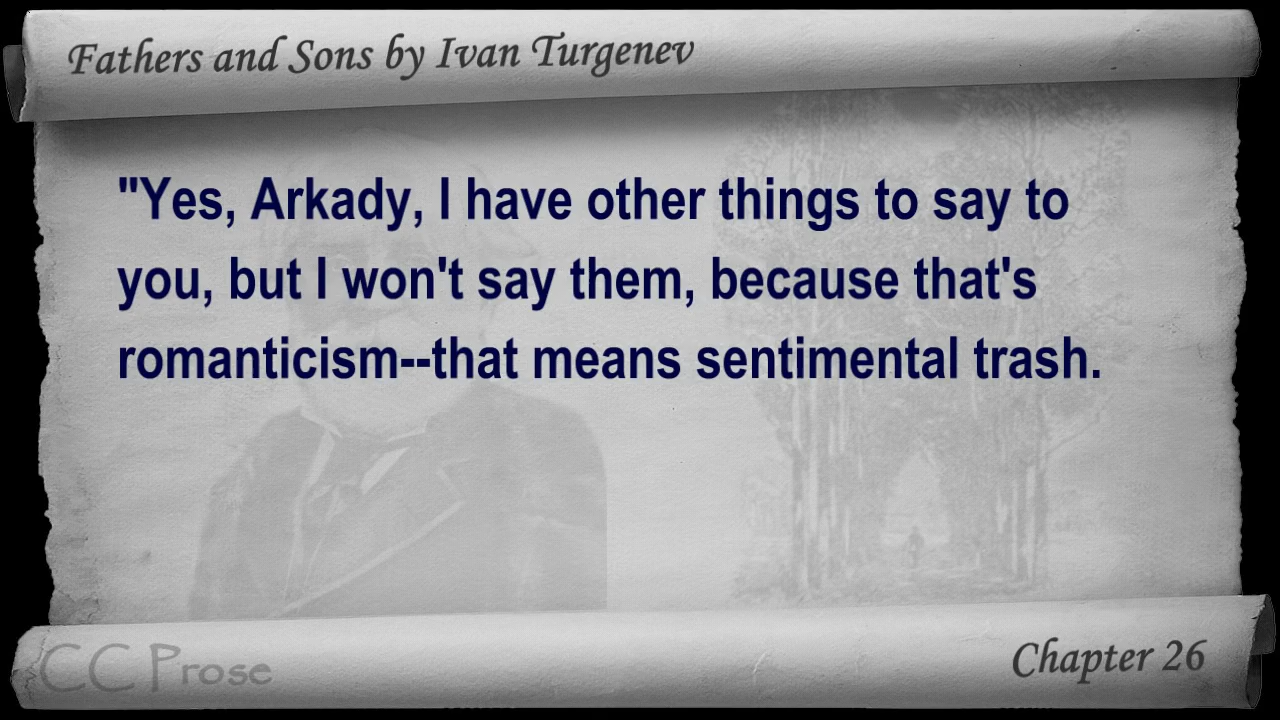 Fathers and Sons by Ivan Turgenev
"Yes, Arkady, I have other things to say to
you, but I won't say them, because that's
romanticism--that means sentimental trash.
CC Prose
Chapter 26